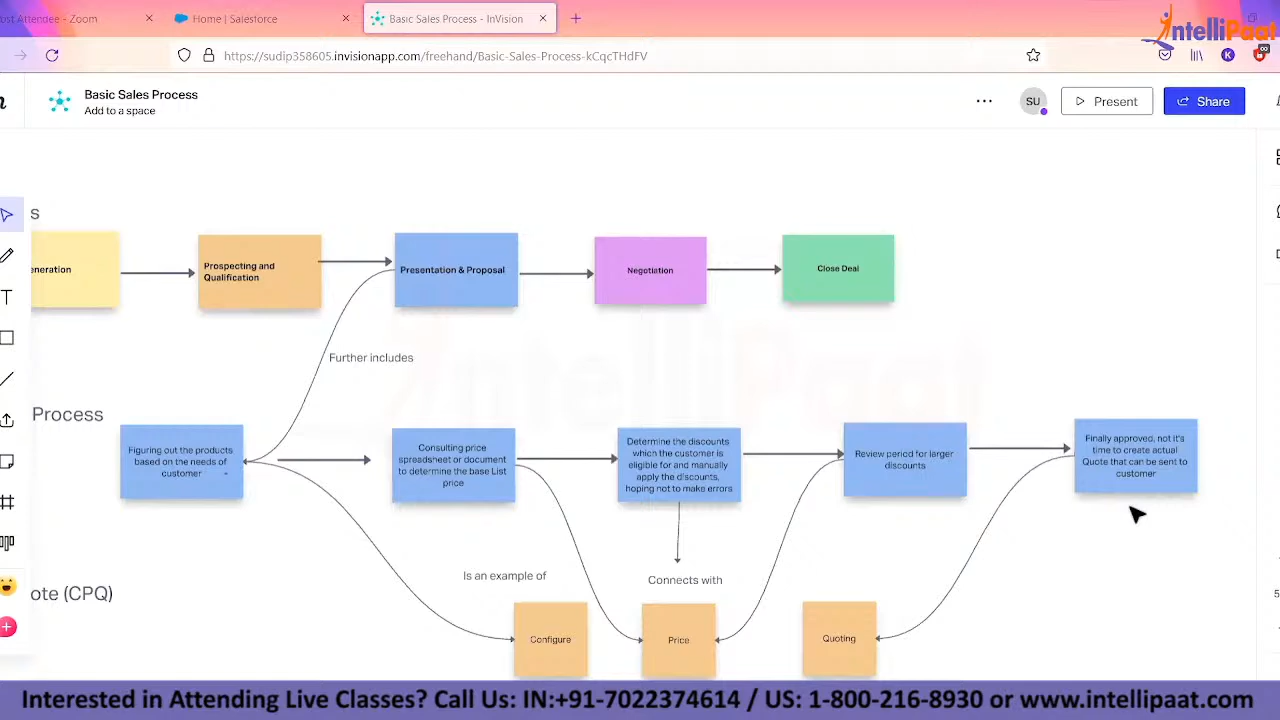 ost Attendee - Zoom
Home | Salesforce
Basic Sales Process - InVision
IntelliPaat
https://sudip358605.invisionapp.com/freehand/Basic-Sales-Process-kCqcTHdFV
K
Basic Sales Process
Add to a space
SU
Present
Share
s
eneration
Prospecting and
Qualification
Presentation & Proposal
Negotiation
Close Deal
Further includes
Process
Figuring out the products
based on the needs of
customer
Consulting price
spreadsheet or document
to determine the base List
price
Determine the discounts
which the customer is
eligible for and manually
apply the discounts,
hoping not to make errors
Review period for larger
discounts
Finally approved, not it's
time to create actual
Quote that can be sent to
customer
Is an example of
Connects with
ote (CPQ)
Configure
Price
Quoting
IntelliPaat
Interested in Attending Live Classes? Call Us: IN:+91-7022374614 / US: 1-800-216-8930 or www.intellipaat.com